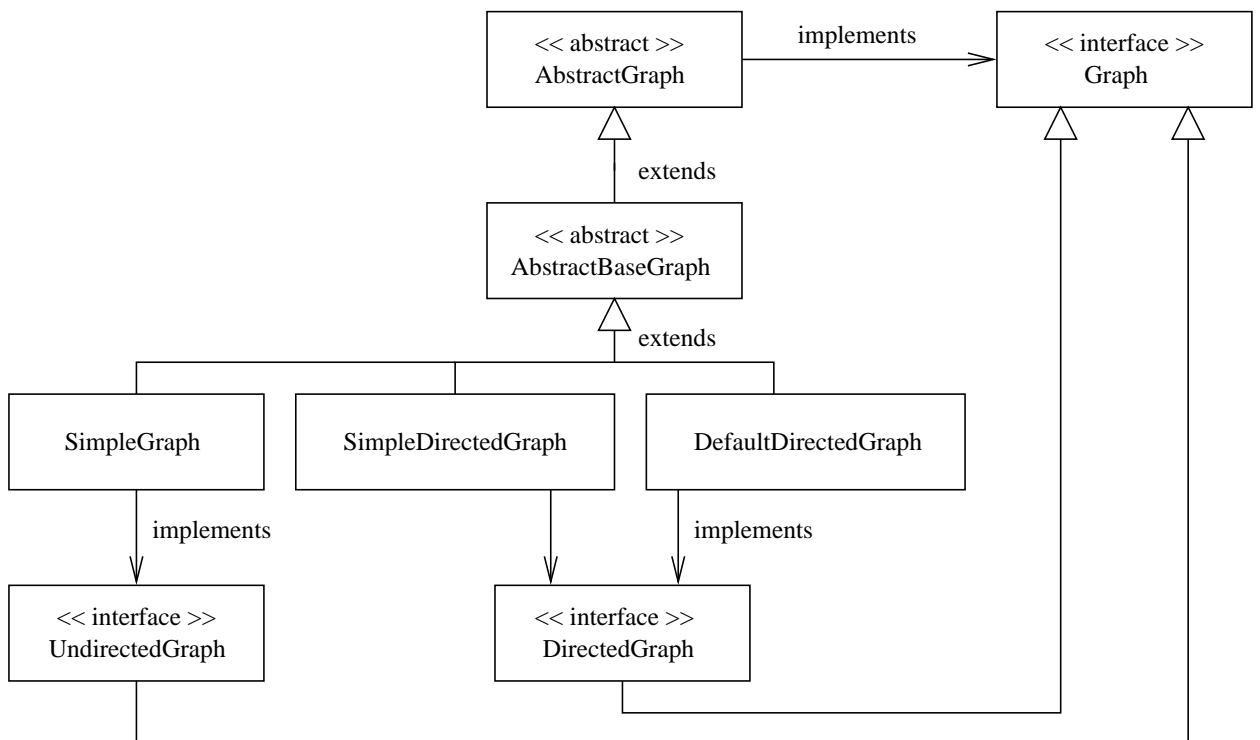 << abstract >>
AbstractGraph
implements
<< interface >>
Graph
extends
<< abstract >>
AbstractBaseGraph
extends
SimpleGraph
SimpleDirectedGraph
DefaultDirectedGraph
implements
implements
<< interface >>
UndirectedGraph
<< interface >>
DirectedGraph